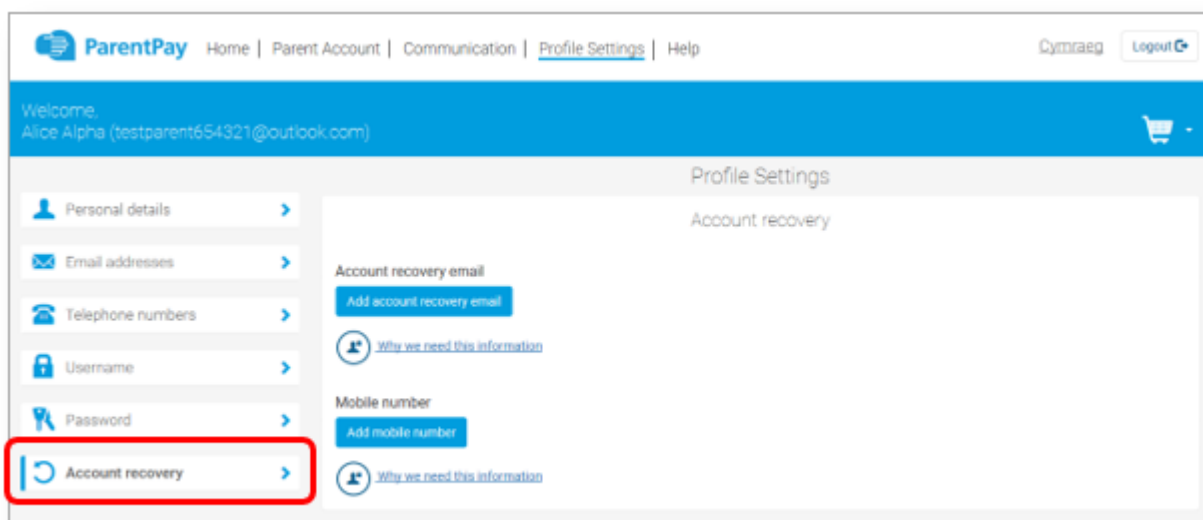 ParentPay Home | Parent Account | Communication | Profile Settings | Help Cymraeg Logout
Welcome,
Alice Alpha (testparent654321@outlook.com)
Profile Settings
Personal details
Email addresses
Telephone numbers
Username
Password
Account recovery
Account recovery
Account recovery email
Add account recovery email
Why we need this information
Mobile number
Add mobile number
Why we need this information